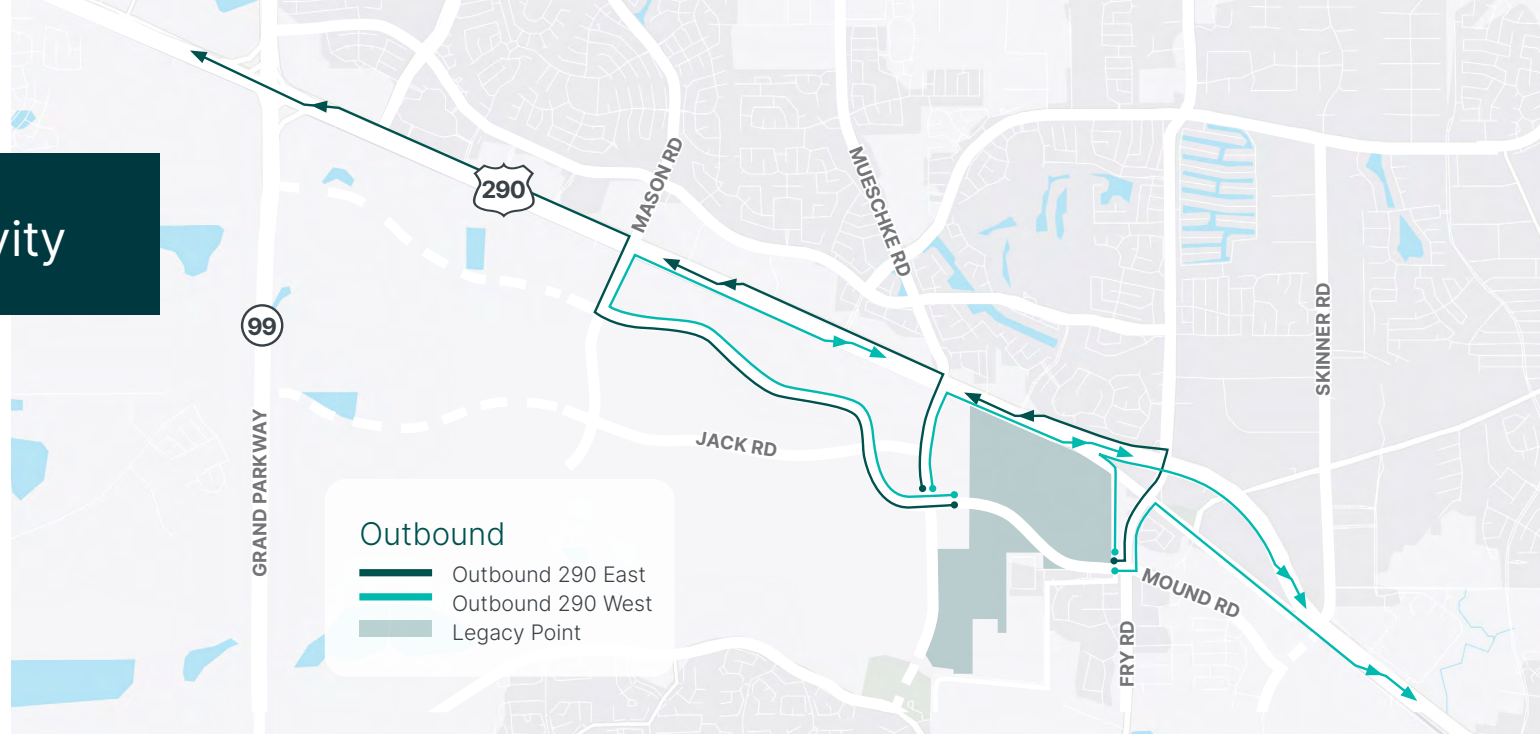 vity
290
MASON RD
MUESCHKE RD
99
GRAND PARKWAY
SKINNER RD
JACK RD
MOUND RD
FRY RD
Outbound
Outbound 290 East
Outbound 290 West
Legacy Point